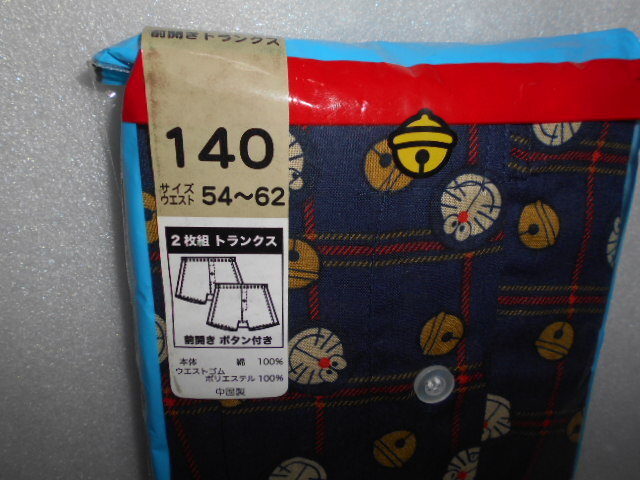 前開きトランクス
140
サイズ
ウエスト 54〜62
2枚組 トランクス
前開き ボタン付き
本体 綿 100%
ウエストゴム
ポリエステル 100%
中国製